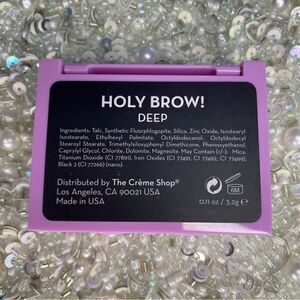 HOLY BROW!
DEEP
Ingredients: Talc, Synthetic Fluorphlogopite, Silica, Zinc Oxide, Isostearyl
Isostearate, Ethylhexyl Palmitate, Octyldodecanol, Octyldodecyl
Stearoyl Stearate, Trimethylsiloxyphenyl Dimethicone, Phenoxyethanol,
Caprylyl Glycol, Chlorite, Dolomite, Magnesite. May Contain (+/-): Mica,
Titanium Dioxide (CI 77891), Iron Oxides (CI 77491, CI 77492, CI 77499),
Black 2 (CI 77266) (nano)
Distributed by The Crème Shop®
Los Angeles, CA 90021 USA
Made in USA
6M
0.11 oz / 3.2g ℮